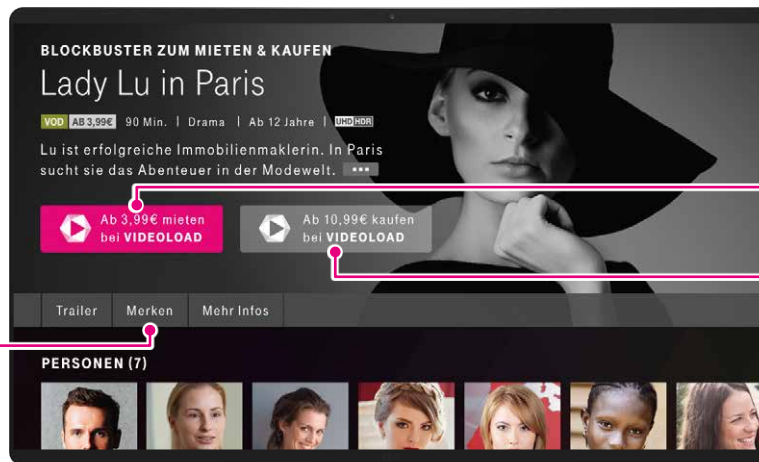 BLOCKBUSTER ZUM MIETEN & KAUFEN
Lady Lu in Paris
VOD AB 3,99€ 90 Min. | Drama | Ab 12 Jahre | UHD HDR
Lu ist erfolgreiche Immobilienmaklerin. In Paris
sucht sie das Abenteuer in der Modewelt. •••
Ab 3,99€ mieten
bei VIDEOLOAD
Ab 10,99€ kaufen
bei VIDEOLOAD
Trailer Merken Mehr Infos
PERSONEN (7)